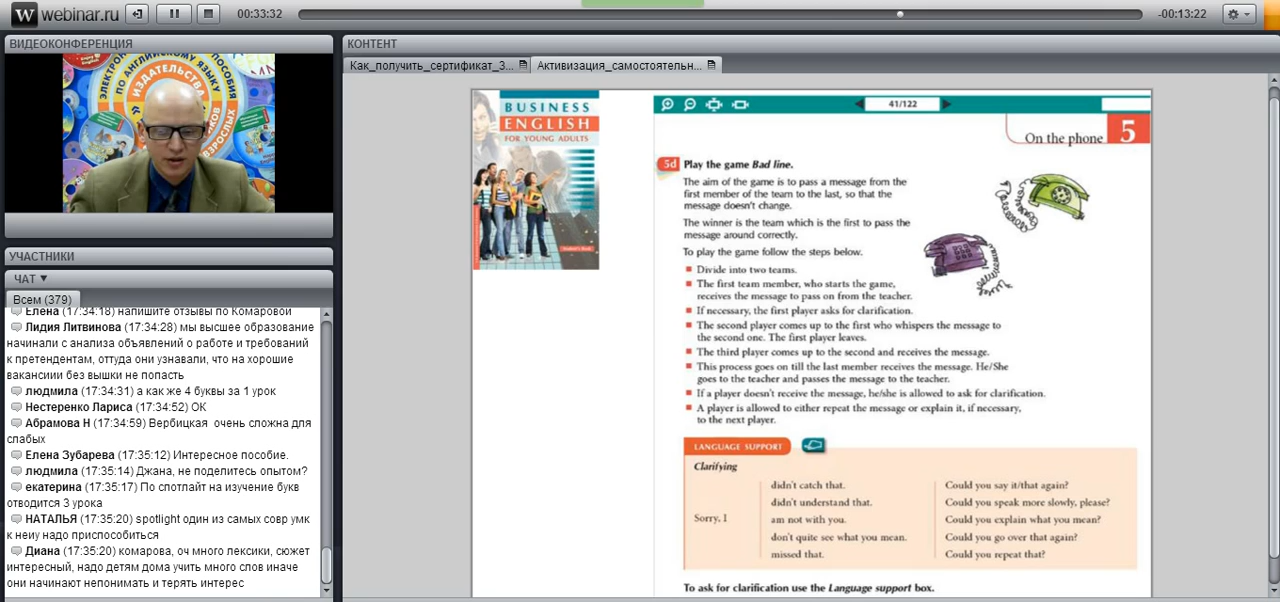 webinar.ru
00:33:32
-00:13:22
ВИДЕОКОНФЕРЕНЦИЯ
ЭЛЕКТРОН
ПОСОБИЯ
ПО АНГЛИЙСКОМУ ЯЗЫКУ
ИЗДАТЕЛЬСТВА
ВЗРОСЛЫХ
УЧАСТНИКИ
ЧАТ ▼
Всем (379)
Елена (17:34:18) напишите отзывы по Комаровой
Лидия Литвинова (17:34:28) мы высшее образование
начинали с анализа объявлений о работе и требований
к претендентам, оттуда они узнавали, что на хорошие
вакансиии без вышки не попасть
людмила (17:34:31) а как же 4 буквы за 1 урок
Нестеренко Лариса (17:34:52) ОК
Абрамова Н (17:34:59) Вербицкая очень сложна для
слабых
Елена Зубарева (17:35:12) Интересное пособие.
людмила (17:35:14) Джана, не поделитесь опытом?
екатерина (17:35:17) По спотлайт на изучение букв
отводится 3 урока
НАТАЛЬЯ (17:35:20) spotlight один из самых совр умк
к неиу надо приспособиться
Диана (17:35:20) комарова, оч много лексики, сюжет
интересный, надо детям дома учить много слов иначе
они начинают непонимать и терять интерес
КОНТЕНТ
Как_получить_сертификат_3...
Активизация_самостоятельн...
BUSINESS
ENGLISH
FOR YOUNG ADULTS
41/122
On the phone 5
5d Play the game Bad line.
The aim of the game is to pass a message from the
first member of the team to the last, so that the
message doesn't change.
The winner is the team which is the first to pass the
message around correctly.
To play the game follow the steps below.
Divide into two teams.
The first team member, who starts the game,
receives the message to pass on from the teacher.
If necessary, the first player asks for clarification.
The second player comes up to the first who whispers the message to
the second one. The first player leaves.
The third player comes up to the second and receives the message.
This process goes on till the last member receives the message. He/She
goes to the teacher and passes the message to the teacher.
If a player doesn't receive the message, he/she is allowed to ask for clarification.
A player is allowed to either repeat the message or explain it, if necessary,
to the next player.
LANGUAGE SUPPORT
Clarifying
Sorry, I
didn't catch that.
didn't understand that.
am not with you.
don't quite see what you mean.
missed that.
Could you say it/that again?
Could you speak more slowly, please?
Could you explain what you mean?
Could you go over that again?
Could you repeat that?
To ask for clarification use the Language support box.